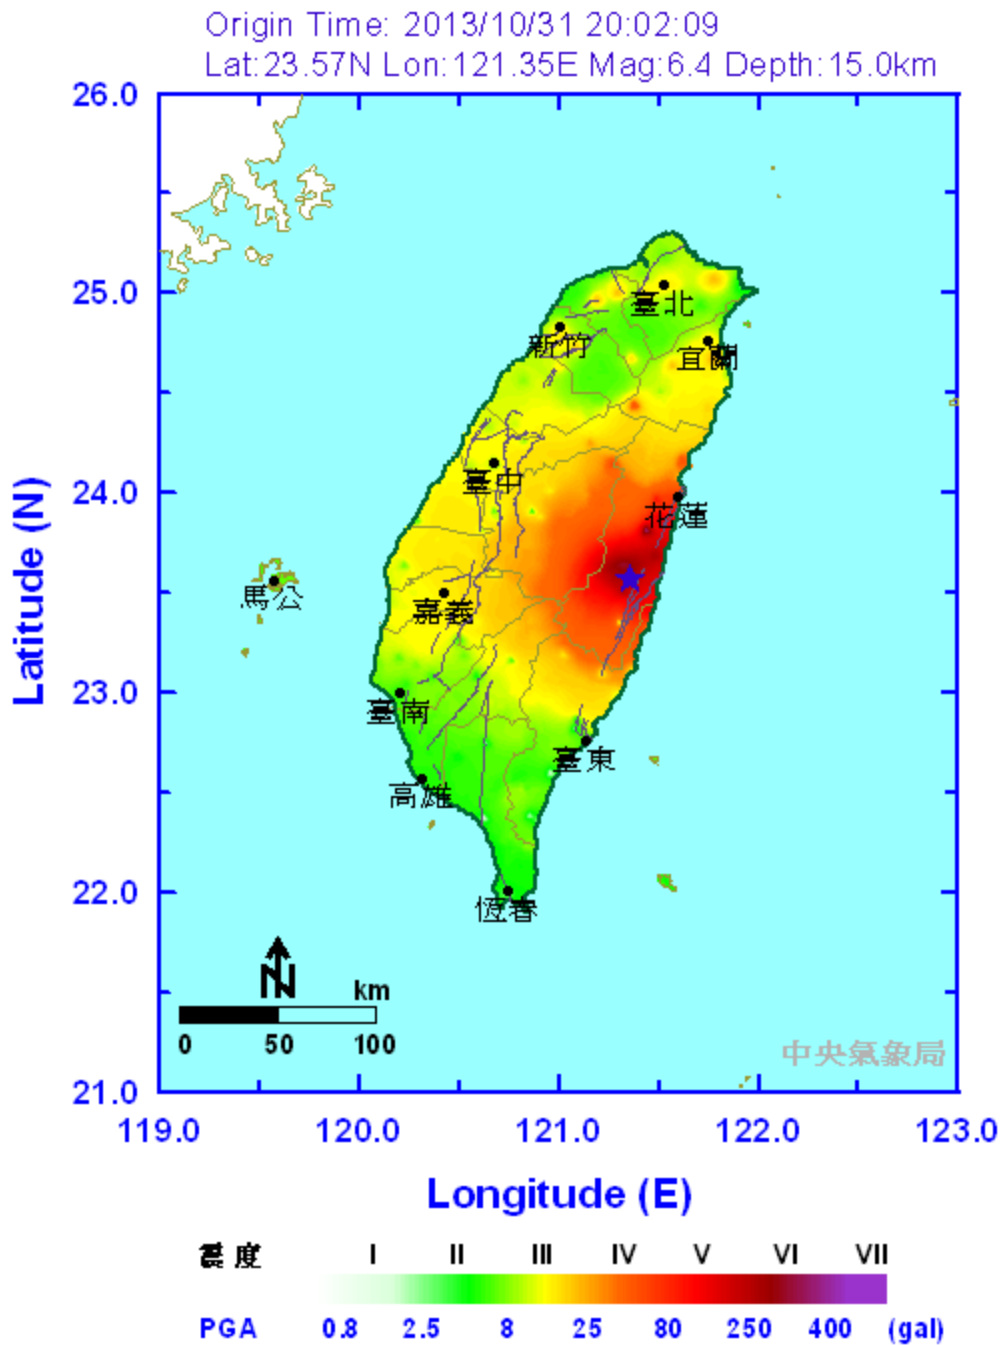 Origin Time: 2013/10/31 20:02:09
Lat:23.57N Lon:121.35E Mag:6.4 Depth:15.0km
26.0
25.0
24.0
23.0
22.0
21.0
Latitude (N)
臺北
新竹
宜蘭
臺中
花蓮
馬公
嘉義
臺南
臺東
高雄
恆春
N
km
0 50 100
中央氣象局
119.0 120.0 121.0 122.0 123.0
Longitude (E)
震度 I II III IV V VI VII
PGA 0.8 2.5 8 25 80 250 400 (gal)